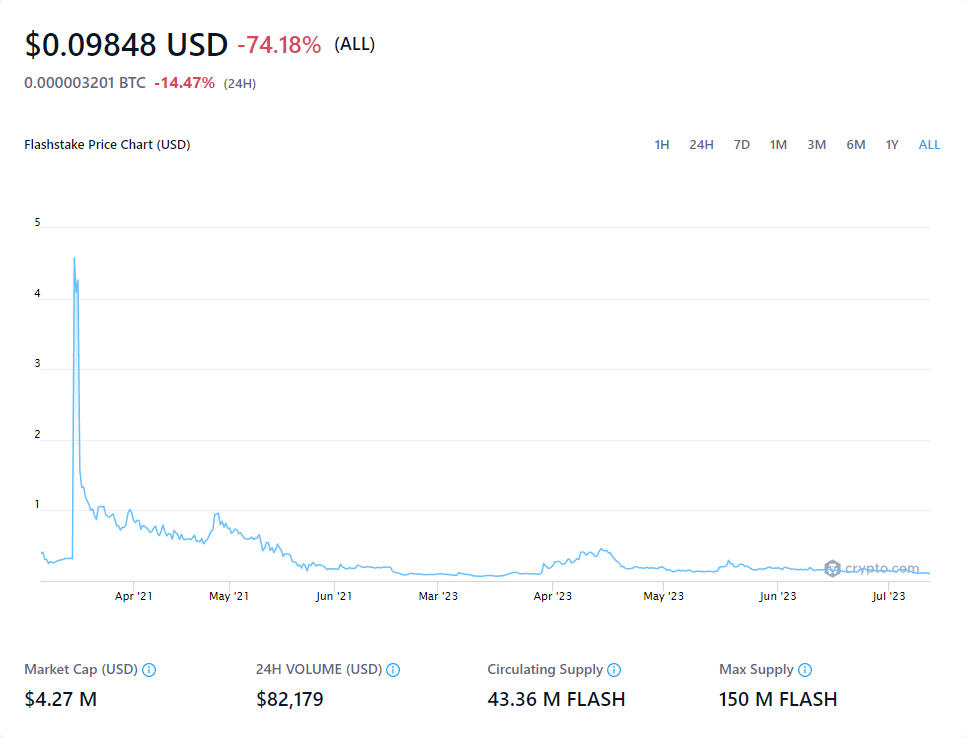 $0.09848 USD -74.18% (ALL)
0.000003201 BTC -14.47% (24H)
Flashstake Price Chart (USD) 1H 24H 7D 1M 3M 6M 1Y ALL
5
4
3
2
1
crypto.com
Apr '21 May '21 Jun '21 Mar '23 Apr '23 May '23 Jun '23 Jul '23
Market Cap (USD) 24H VOLUME (USD) Circulating Supply Max Supply
$4.27 M $82,179 43.36 M FLASH 150 M FLASH